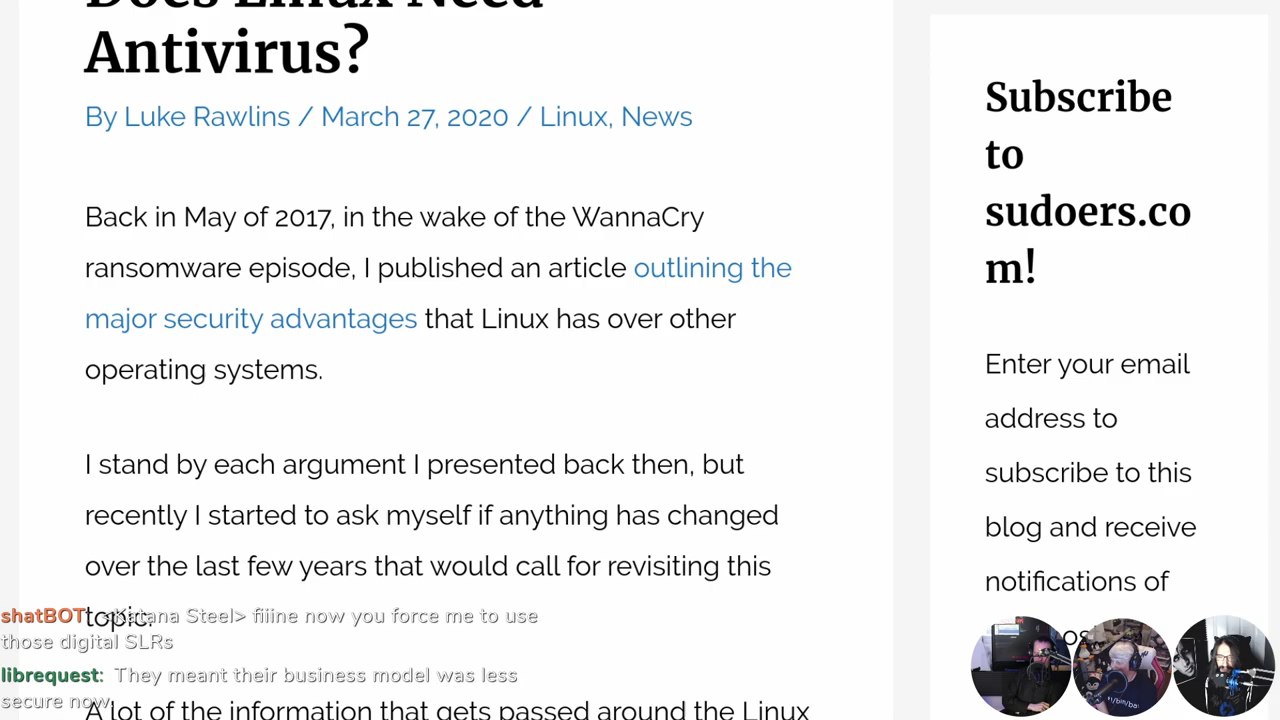 Does Linux Need
Antivirus?
By Luke Rawlins / March 27, 2020 / Linux, News
Back in May of 2017, in the wake of the WannaCry
ransomware episode, I published an article outlining the
major security advantages that Linux has over other
operating systems.
I stand by each argument I presented back then, but
recently I started to ask myself if anything has changed
over the last few years that would call for revisiting this
topic.
A lot of the information that gets passed around the Linux
Subscribe
to
sudoers.co
m!
Enter your email
address to
subscribe to this
blog and receive
notifications of
shatBOT: <Katana Steel> fiiine now you force me to use
those digital SLRs
librequest: They meant their business model was less
secure now.